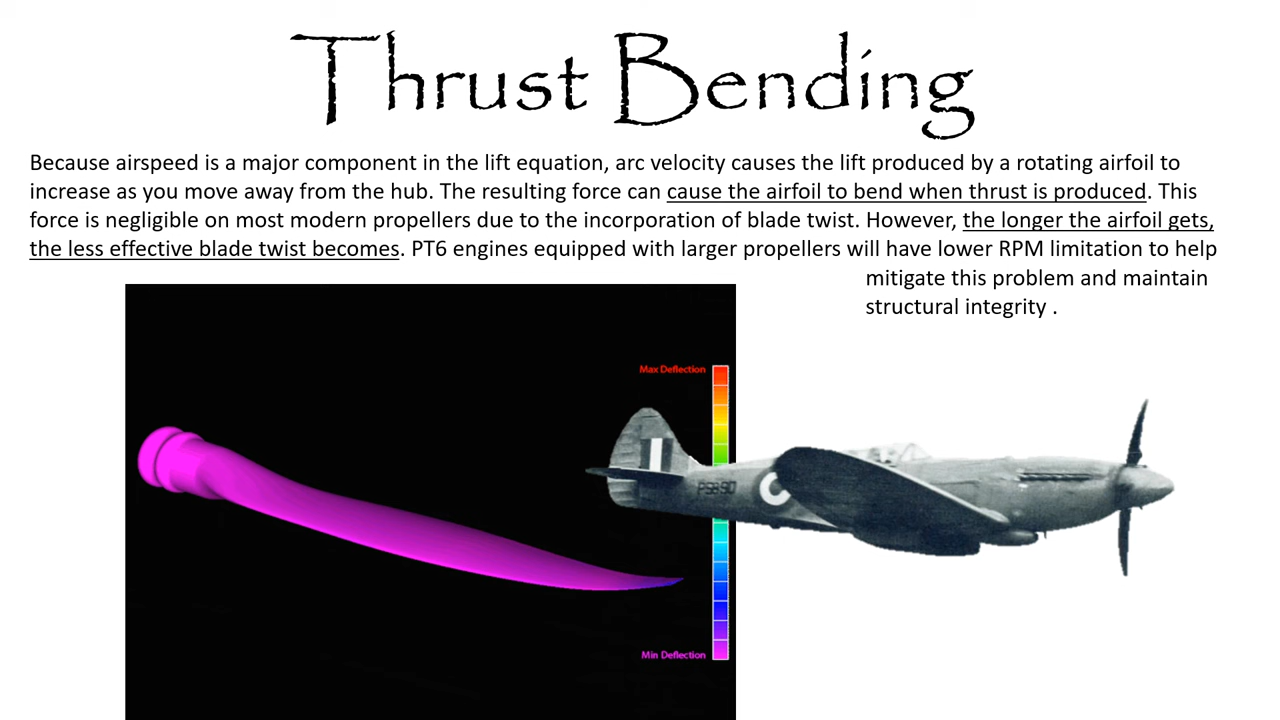 Thrust Bending
Because airspeed is a major component in the lift equation, arc velocity causes the lift produced by a rotating airfoil to
increase as you move away from the hub. The resulting force can cause the airfoil to bend when thrust is produced. This
force is negligible on most modern propellers due to the incorporation of blade twist. However, the longer the airfoil gets,
the less effective blade twist becomes. PT6 engines equipped with larger propellers will have lower RPM limitation to help
mitigate this problem and maintain
structural integrity .
Max Deflection
PS890
C
Min Deflection